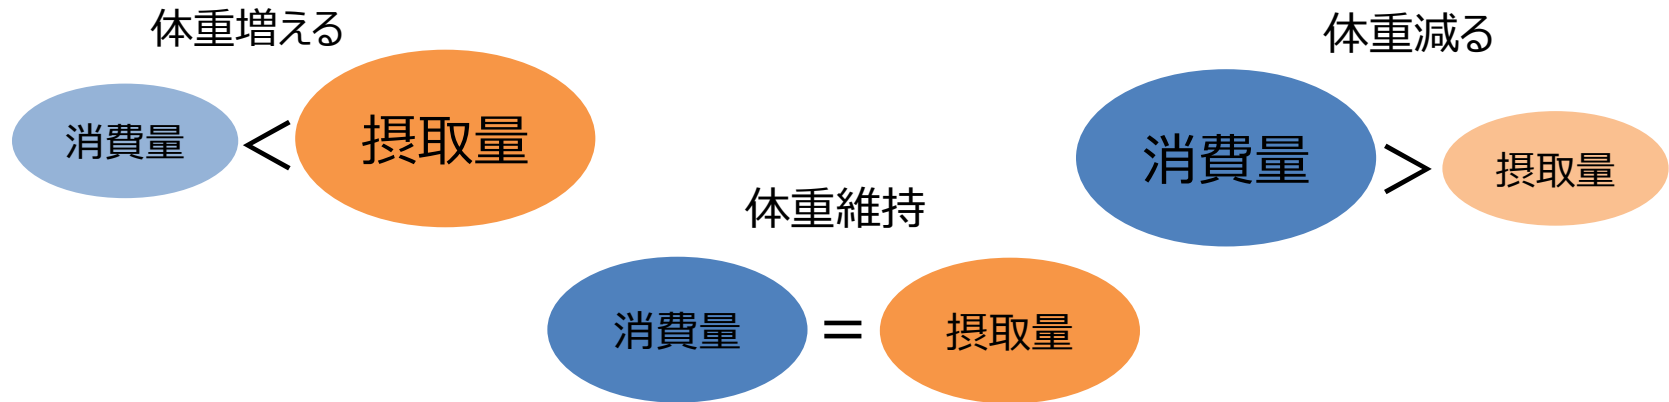 体重増える
消費量 < 摂取量
体重維持
消費量 = 摂取量
体重減る
消費量 > 摂取量